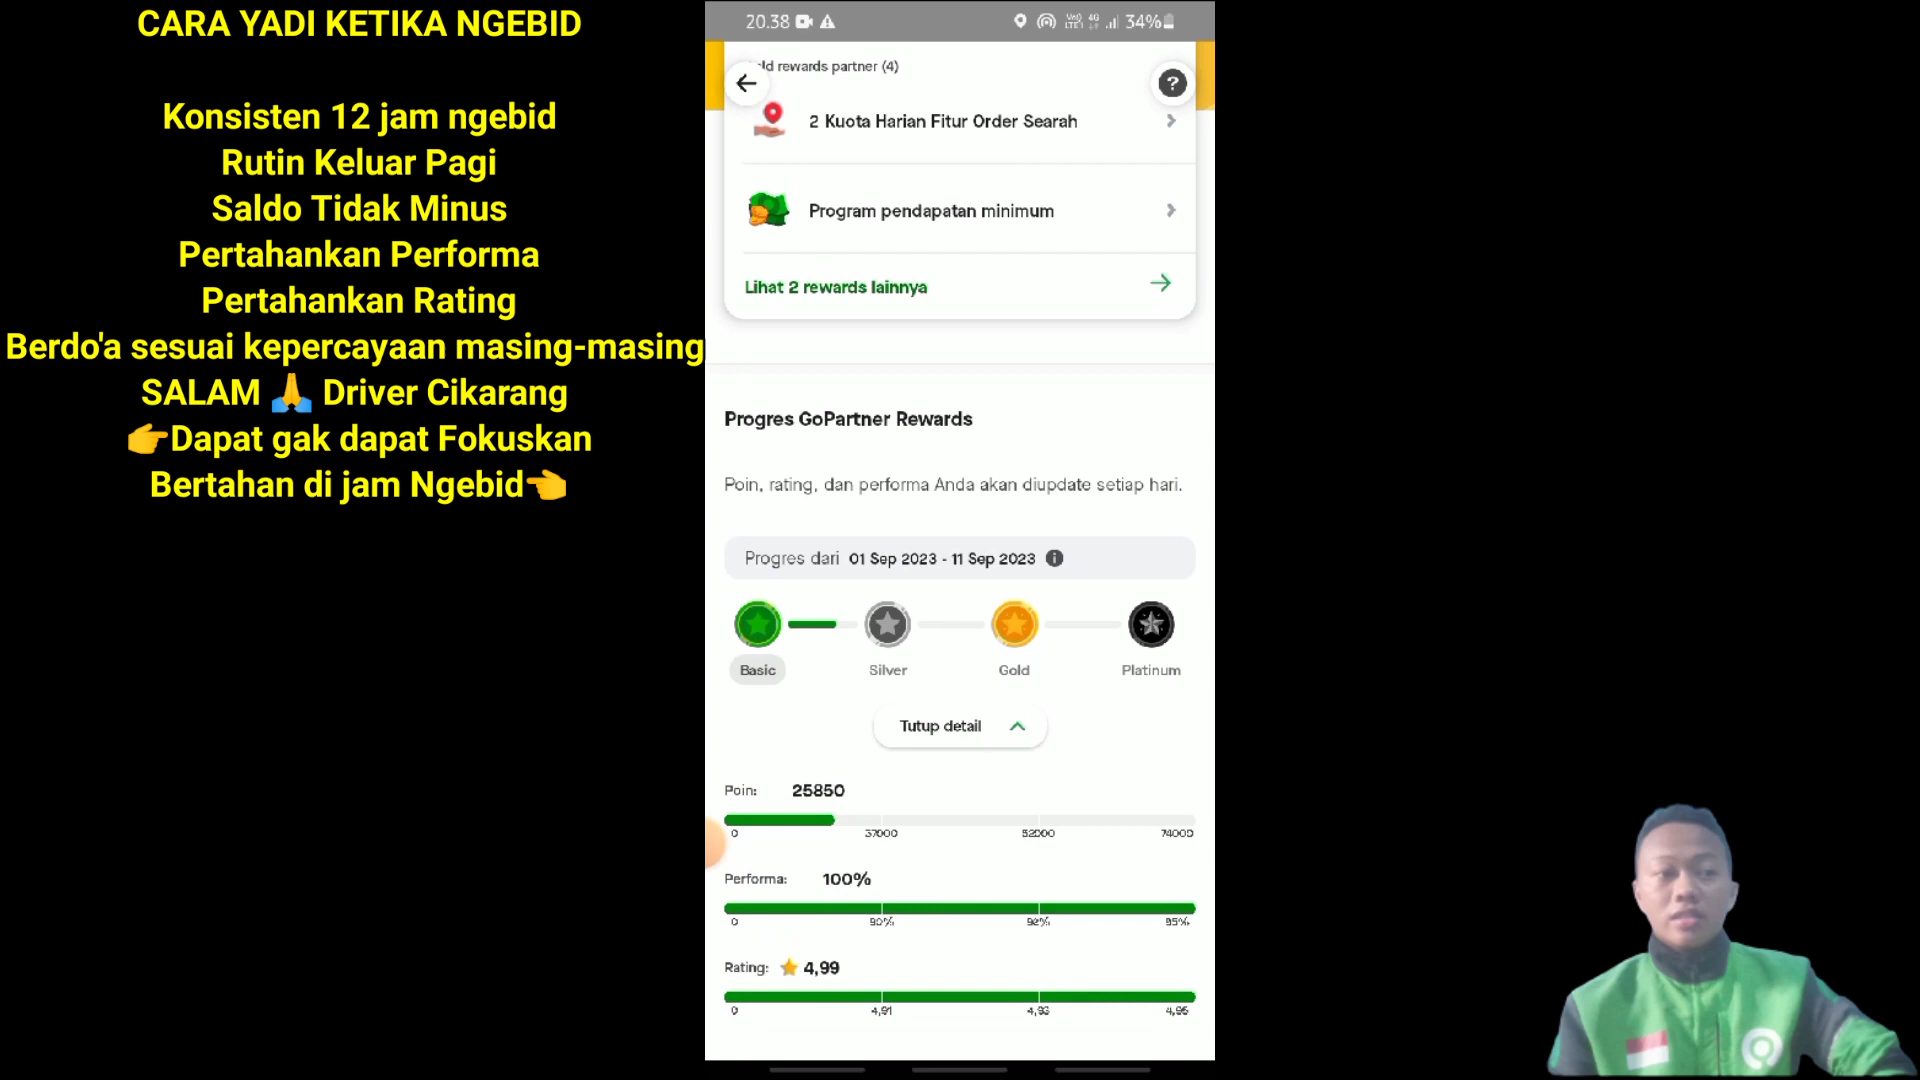 CARA YADI KETIKA NGEBID
Konsisten 12 jam ngebid
Rutin Keluar Pagi
Saldo Tidak Minus
Pertahankan Performa
Pertahankan Rating
Berdo'a sesuai kepercayaan masing-masing
SALAM 🙏 Driver Cikarang
👉Dapat gak dapat Fokuskan
Bertahan di jam Ngebid👈
20.38
4G
34%
rewards partner (4)
?
2 Kuota Harian Fitur Order Searah
Program pendapatan minimum
Lihat 2 rewards lainnya
Progres GoPartner Rewards
Poin, rating, dan performa Anda akan diupdate setiap hari.
Progres dari 01 Sep 2023 - 11 Sep 2023
Basic
Silver
Gold
Platinum
Tutup detail
Poin: 25850
0 37000 52000 74000
Performa: 100%
0 90% 92% 95%
Rating: 4,99
0 4,91 4,93 4,95